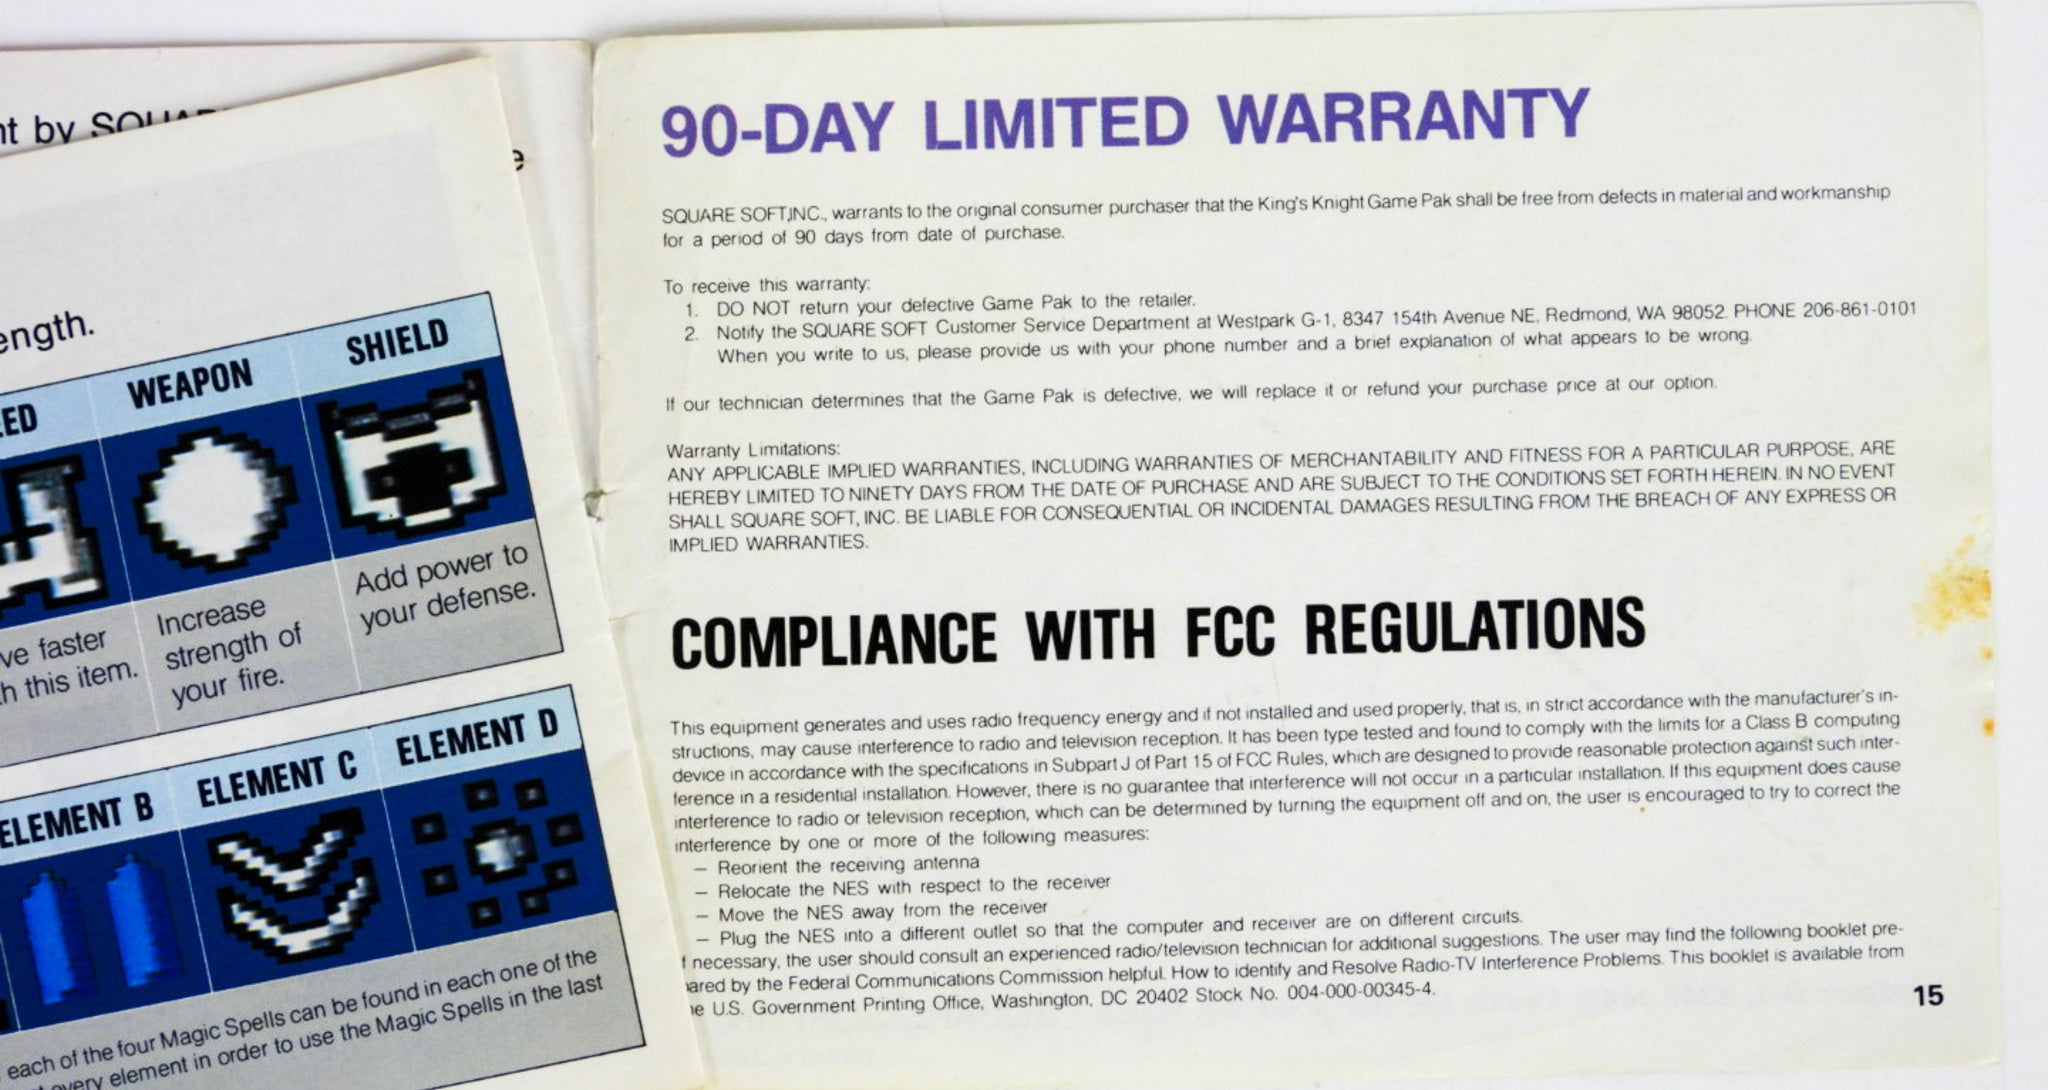 nt by
ength.
WEAPON
SHIELD
ve faster
h this item.
Increase
strength of
your fire.
Add power to
your defense.
ELEMENT B
ELEMENT C
ELEMENT D
each of the four Magic Spells can be found in each one of the
every element in order to use the Magic Spells in the last
90-DAY LIMITED WARRANTY
SQUARE SOFT,INC., warrants to the original consumer purchaser that the King's Knight Game Pak shall be free from defects in material and workmanship
for a period of 90 days from date of purchase.
To receive this warranty:
1. DO NOT return your defective Game Pak to the retailer.
2. Notify the SQUARE SOFT Customer Service Department at Westpark G-1, 8347 154th Avenue NE, Redmond, WA 98052. PHONE 206-861-0101
When you write to us, please provide us with your phone number and a brief explanation of what appears to be wrong.
If our technician determines that the Game Pak is defective, we will replace it or refund your purchase price at our option.
Warranty Limitations:
ANY APPLICABLE IMPLIED WARRANTIES, INCLUDING WARRANTIES OF MERCHANTABILITY AND FITNESS FOR A PARTICULAR PURPOSE, ARE
HEREBY LIMITED TO NINETY DAYS FROM THE DATE OF PURCHASE AND ARE SUBJECT TO THE CONDITIONS SET FORTH HEREIN. IN NO EVENT
SHALL SQUARE SOFT, INC. BE LIABLE FOR CONSEQUENTIAL OR INCIDENTAL DAMAGES RESULTING FROM THE BREACH OF ANY EXPRESS OR
IMPLIED WARRANTIES.
COMPLIANCE WITH FCC REGULATIONS
This equipment generates and uses radio frequency energy and if not installed and used properly, that is, in strict accordance with the manufacturer's in-
structions, may cause interference to radio and television reception. It has been type tested and found to comply with the limits for a Class B computing
device in accordance with the specifications in Subpart J of Part 15 of FCC Rules, which are designed to provide reasonable protection against such inter-
ference in a residential installation. However, there is no guarantee that interference will not occur in a particular installation. If this equipment does cause
interference to radio or television reception, which can be determined by turning the equipment off and on, the user is encouraged to try to correct the
interference by one or more of the following measures:
– Reorient the receiving antenna
– Relocate the NES with respect to the receiver
– Move the NES away from the receiver
– Plug the NES into a different outlet so that the computer and receiver are on different circuits.
f necessary, the user should consult an experienced radio/television technician for additional suggestions. The user may find the following booklet pre-
ared by the Federal Communications Commission helpful. How to identify and Resolve Radio-TV Interference Problems. This booklet is available from
e U.S. Government Printing Office, Washington, DC 20402 Stock No. 004-000-00345-4.
15